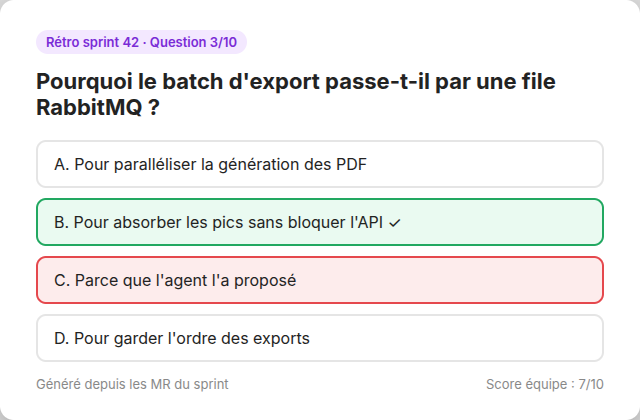 Rétro sprint 42 · Question 3/10
Pourquoi le batch d'export passe-t-il par une file
RabbitMQ ?
A. Pour paralléliser la génération des PDF
B. Pour absorber les pics sans bloquer l'API ✓
C. Parce que l'agent l'a proposé
D. Pour garder l'ordre des exports
Généré depuis les MR du sprint
Score équipe : 7/10